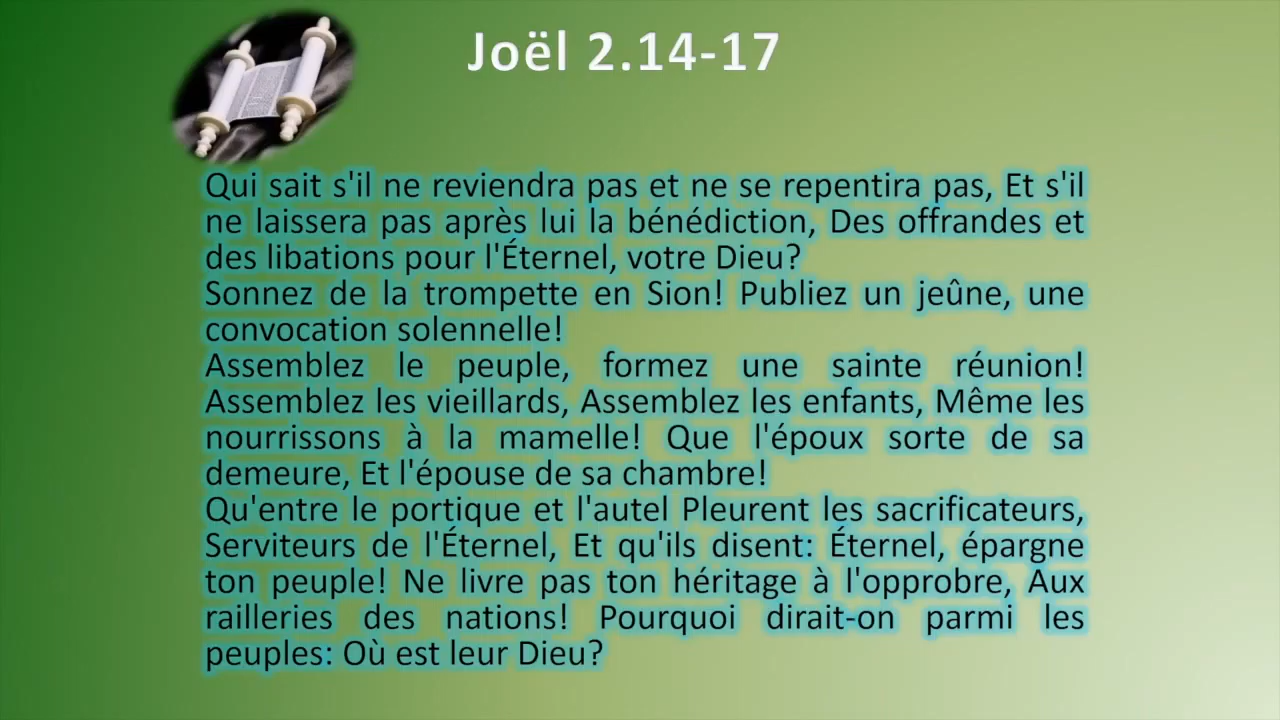 Joël 2.14-17
Qui sait s'il ne reviendra pas et ne se repentira pas, Et s'il
ne laissera pas après lui la bénédiction, Des offrandes et
des libations pour l'Éternel, votre Dieu?
Sonnez de la trompette en Sion! Publiez un jeûne, une
convocation solennelle!
Assemblez le peuple, formez une sainte réunion!
Assemblez les vieillards, Assemblez les enfants, Même les
nourrissons à la mamelle! Que l'époux sorte de sa
demeure, Et l'épouse de sa chambre!
Qu'entre le portique et l'autel Pleurent les sacrificateurs,
Serviteurs de l'Éternel, Et qu'ils disent: Éternel, épargne
ton peuple! Ne livre pas ton héritage à l'opprobre, Aux
railleries des nations! Pourquoi dirait-on parmi les
peuples: Où est leur Dieu?